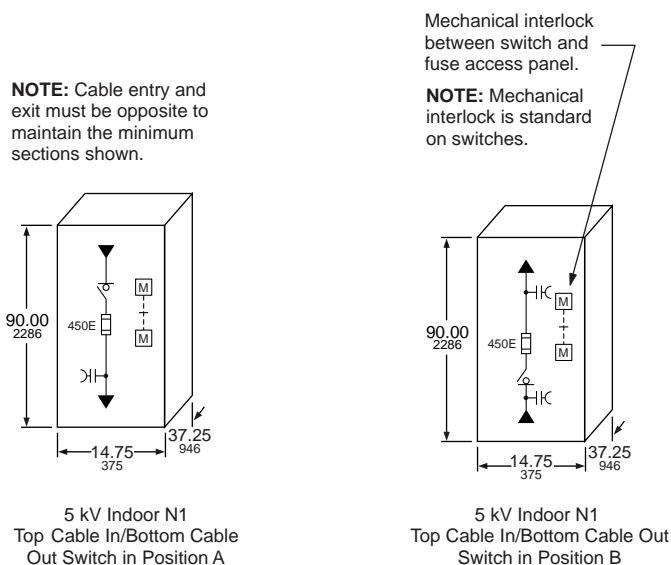 NOTE: Cable entry and
exit must be opposite to
maintain the minimum
sections shown.
90.00
2286
450E
M
M
14.75
375
37.25
946
5 kV Indoor N1
Top Cable In/Bottom Cable
Out Switch in Position A
Mechanical interlock
between switch and
fuse access panel.
NOTE: Mechanical
interlock is standard
on switches.
90.00
2286
450E
M
M
14.75
375
37.25
946
5 kV Indoor N1
Top Cable In/Bottom Cable Out
Switch in Position B